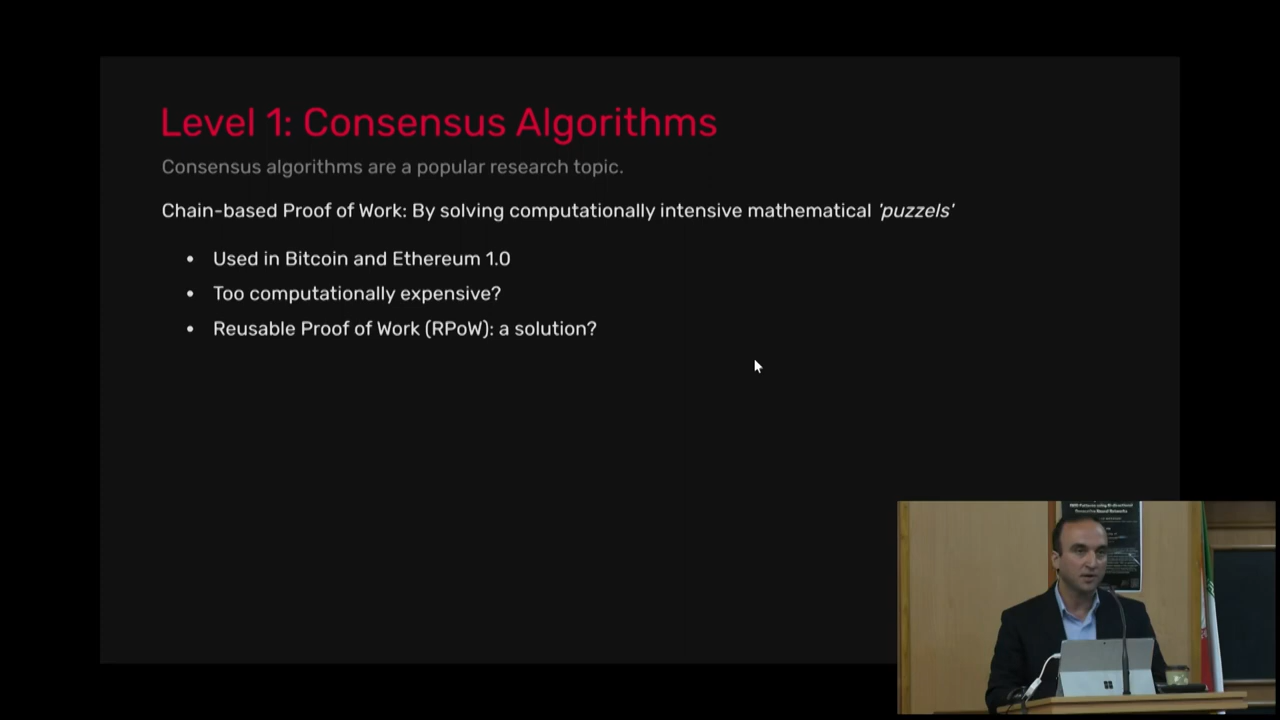 Level 1: Consensus Algorithms
Consensus algorithms are a popular research topic.
Chain-based Proof of Work: By solving computationally intensive mathematical 'puzzels'
• Used in Bitcoin and Ethereum 1.0
• Too computationally expensive?
• Reusable Proof of Work (RPoW): a solution?